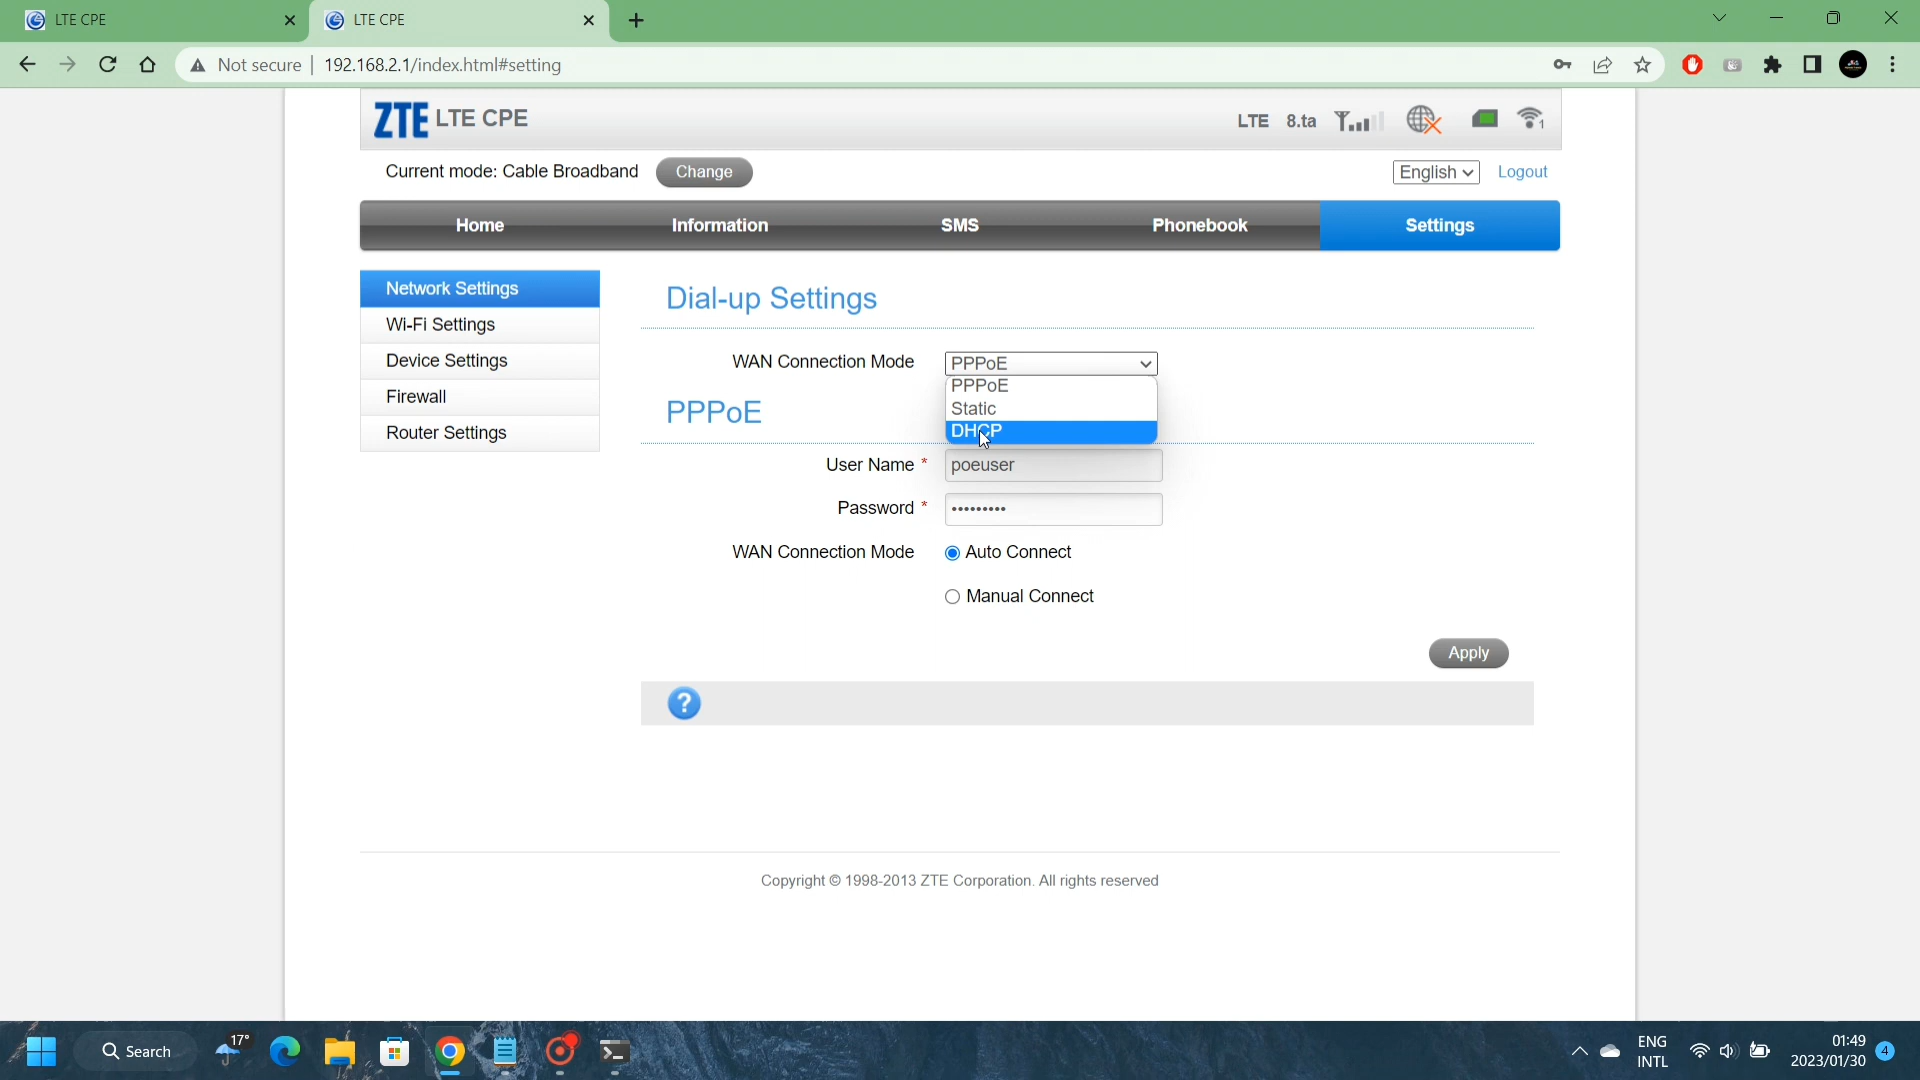 LTE CPE
LTE CPE
Not secure 192.168.2.1/index.html#setting
ZTE LTE CPE
LTE 8.ta
1
Current mode: Cable Broadband Change
English Logout
Home Information SMS Phonebook Settings
Network Settings
Wi-Fi Settings
Device Settings
Firewall
Router Settings
Dial-up Settings
WAN Connection Mode PPPoE
PPPoE
Static
DHCP
PPPoE
User Name * poeuser
Password * •••••••••
WAN Connection Mode Auto Connect
Manual Connect
Apply
?
Copyright © 1998-2013 ZTE Corporation. All rights reserved
17°
Search
ENG
INTL
01:49
2023/01/30
4